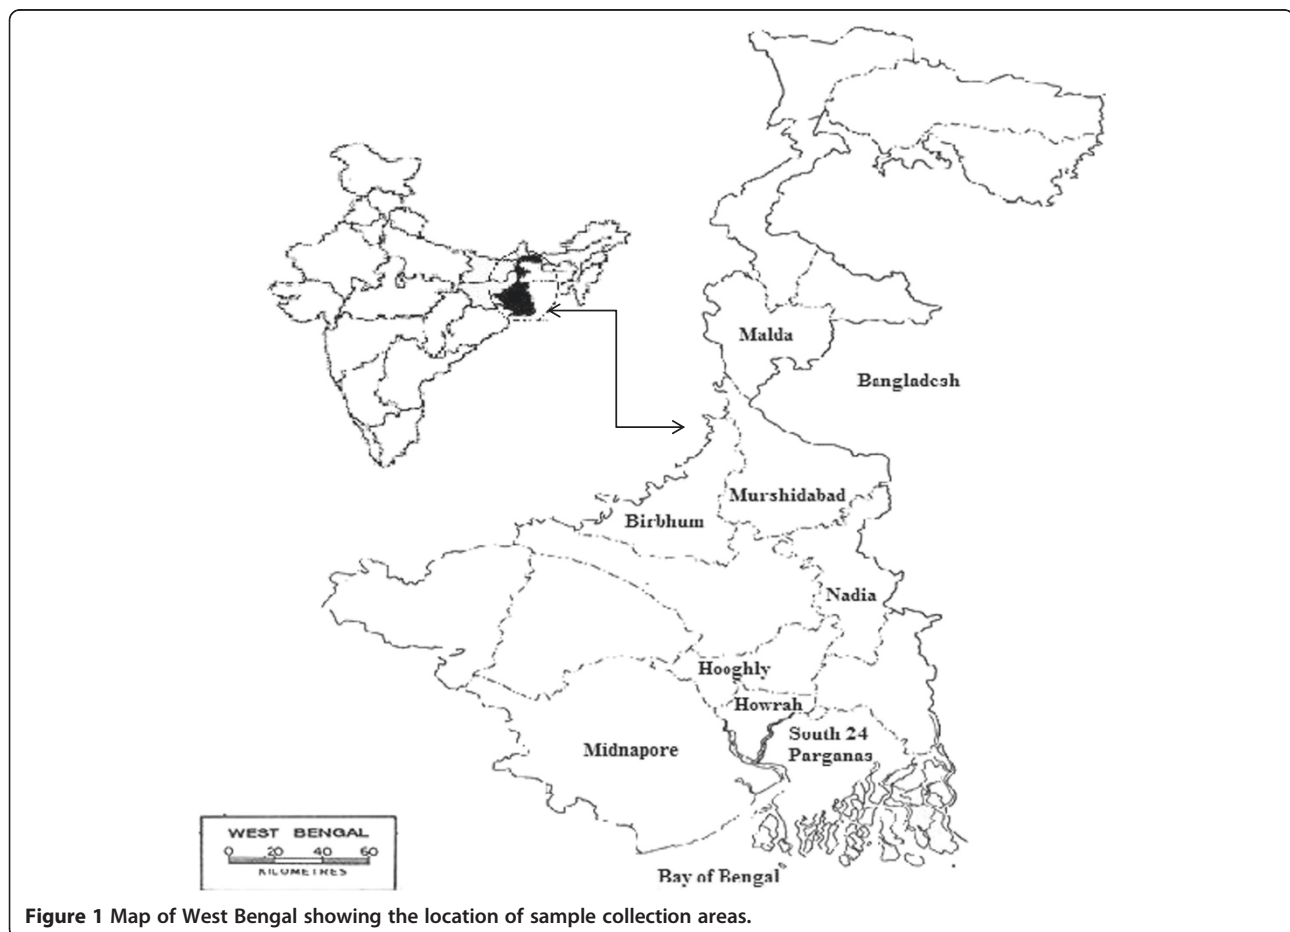 Malda
Bangladesh
Murshidabad
Birbhum
Nadia
Hooghly
Howrah
South 24
Parganas
Midnapore
WEST BENGAL
0 20 40 60
KILOMETRES
Bay of Bengal
Figure 1 Map of West Bengal showing the location of sample collection areas.